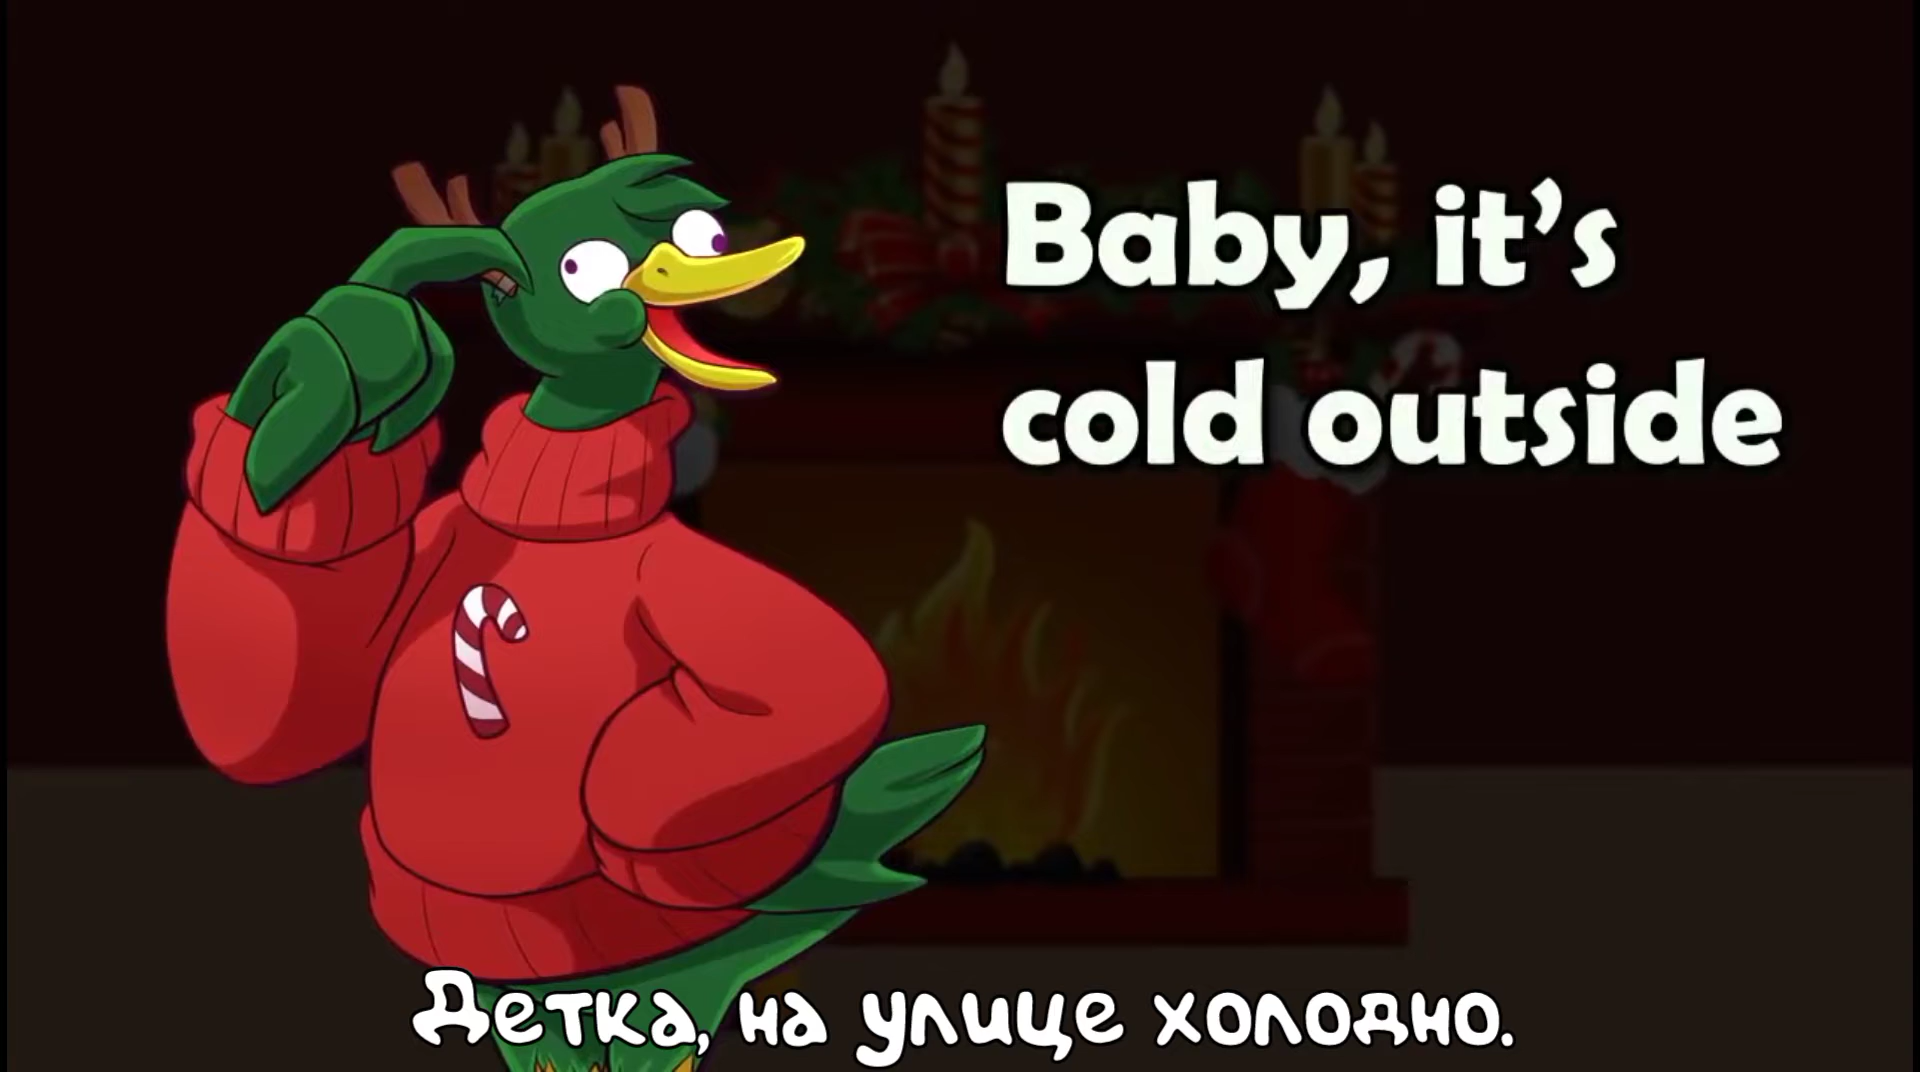 Baby, it’s
cold outside
Детка, на улице холодно.